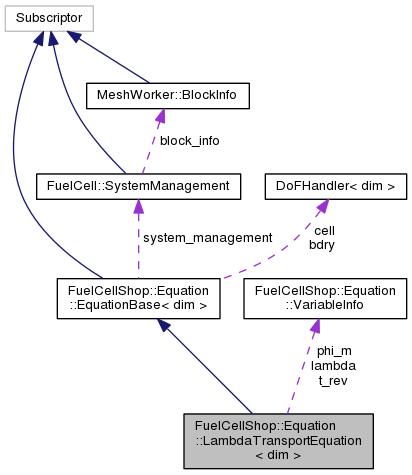 Subscriptor
MeshWorker::BlockInfo
block_info
FuelCell::SystemManagement
DoFHandler< dim >
system_management
cell
bdry
FuelCellShop::Equation
::EquationBase< dim >
FuelCellShop::Equation
::VariableInfo
phi_m
lambda
t_rev
FuelCellShop::Equation
::LambdaTransportEquation
< dim >